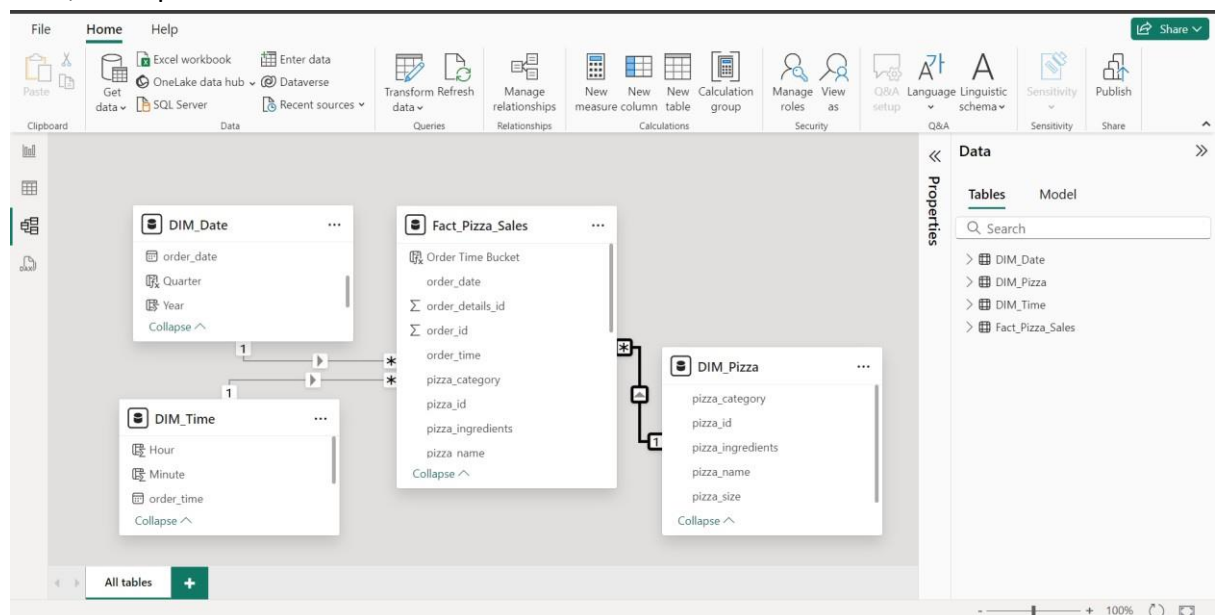 File Home Help Share
Paste
Get data
Excel workbook
OneLake data hub
SQL Server
Enter data
Dataverse
Recent sources
Transform data
Refresh
Manage relationships
New measure
New column
New table
Calculation group
Manage roles
View as
Q&A setup
Language
Linguistic schema
Sensitivity
Publish
Clipboard Data Queries Relationships Calculations Security Q&A Sensitivity Share
DIM_Date
order_date
Quarter
Year
Collapse
1
*
DIM_Time
Hour
Minute
order_time
Collapse
1
*
Fact_Pizza_Sales
Order Time Bucket
order_date
order_details_id
order_id
order_time
pizza_category
pizza_id
pizza_ingredients
pizza name
Collapse
*
1
DIM_Pizza
pizza_category
pizza_id
pizza_ingredients
pizza_name
pizza_size
Collapse
Properties
Data
Tables Model
Search
DIM_Date
DIM_Pizza
DIM_Time
Fact_Pizza_Sales
All tables +
- + 100%